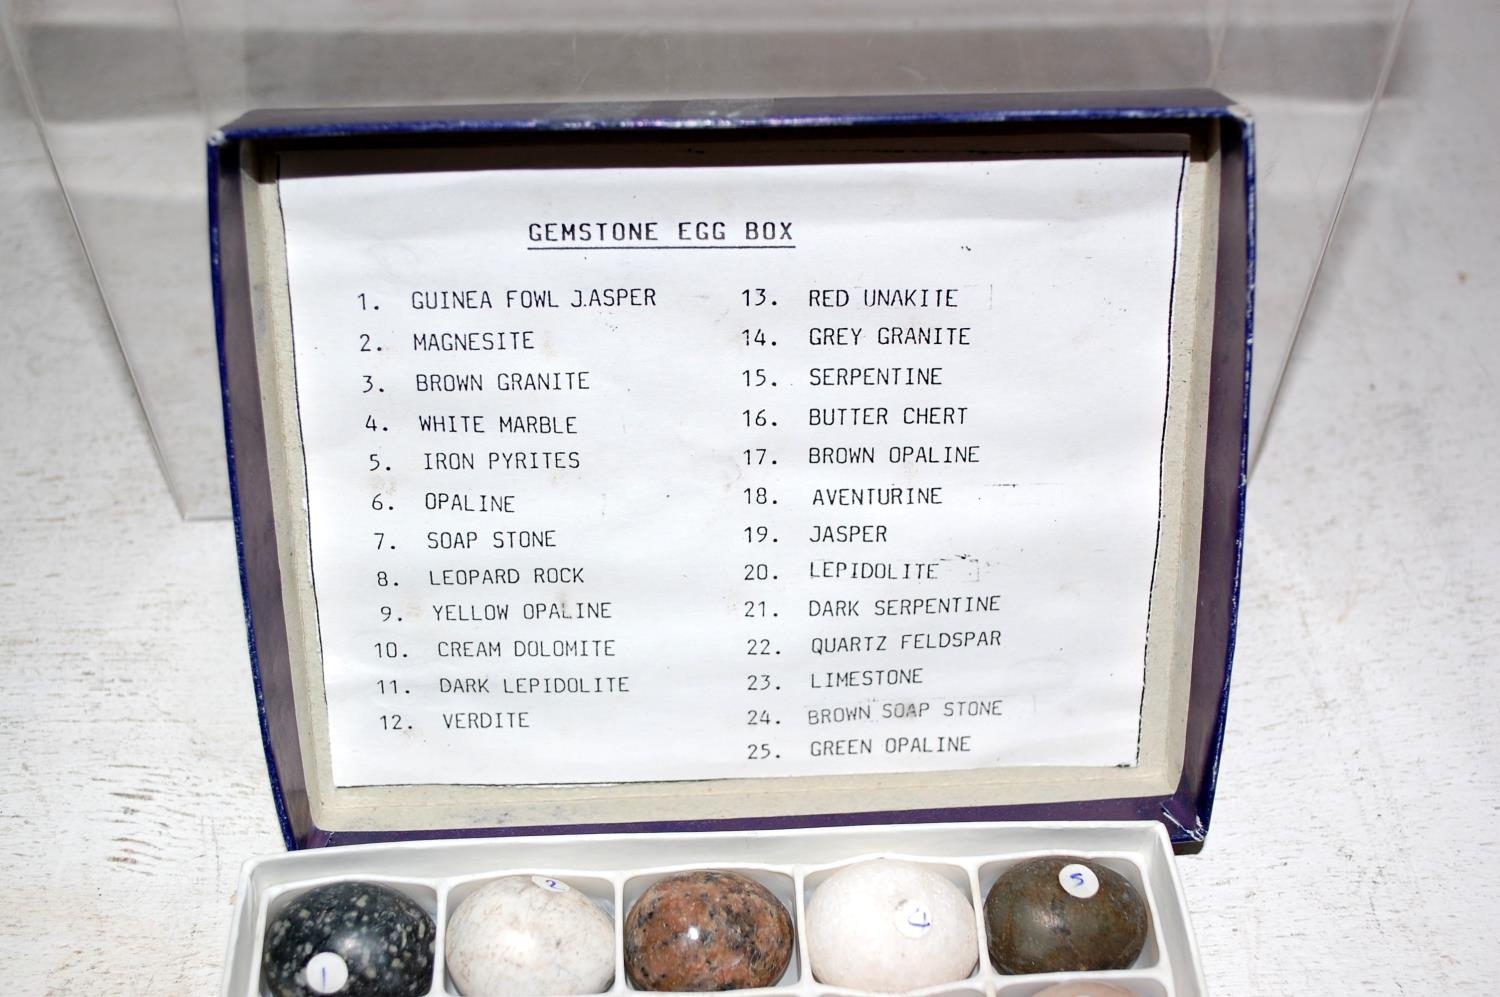 GEMSTONE EGG BOX
1. GUINEA FOWL JASPER
2. MAGNESITE
3. BROWN GRANITE
4. WHITE MARBLE
5. IRON PYRITES
6. OPALINE
7. SOAP STONE
8. LEOPARD ROCK
9. YELLOW OPALINE
10. CREAM DOLOMITE
11. DARK LEPIDOLITE
12. VERDITE
13. RED UNAKITE
14. GREY GRANITE
15. SERPENTINE
16. BUTTER CHERT
17. BROWN OPALINE
18. AVENTURINE
19. JASPER
20. LEPIDOLITE
21. DARK SERPENTINE
22. QUARTZ FELDSPAR
23. LIMESTONE
24. BROWN SOAP STONE
25. GREEN OPALINE
1
2
4
5